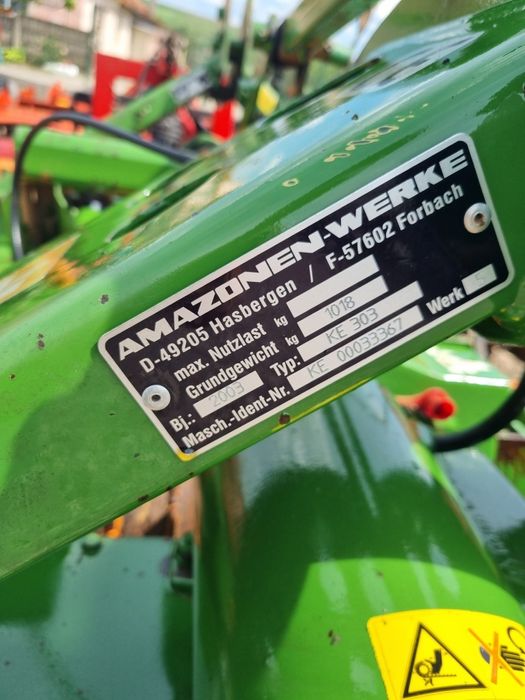 AMAZONEN-WERKE
D-49205 Hasbergen / F-57602 Forbach
max. Nutzlast kg
Grundgewicht kg 1018
Bj.: 2003 Typ: KE 303 Werk 5
Masch.-Ident-Nr. KE 00033367